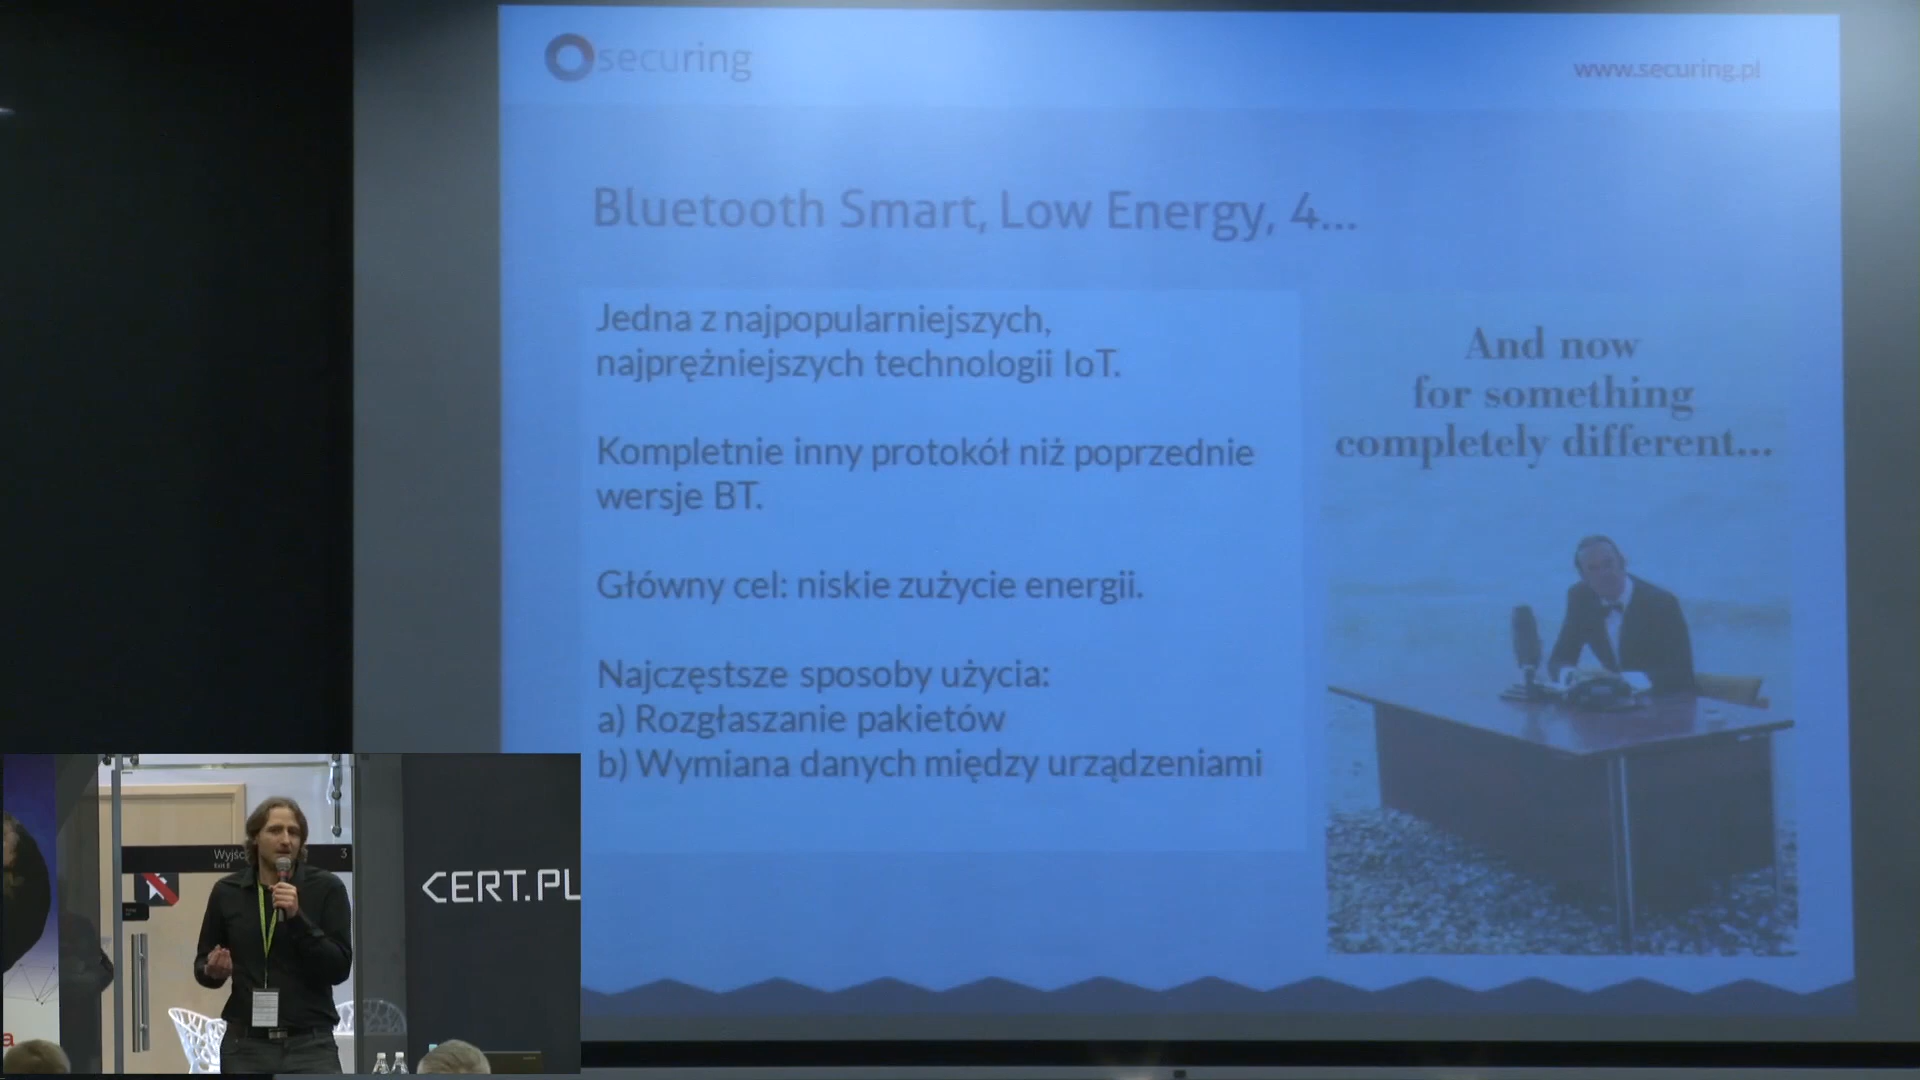 securing
www.securing.pl
Bluetooth Smart, Low Energy, 4...
Jedna z najpopularniejszych,
najprężniejszych technologii IoT.
Kompletnie inny protokół niż poprzednie
wersje BT.
Główny cel: niskie zużycie energii.
Najczęstsze sposoby użycia:
a) Rozgłaszanie pakietów
b) Wymiana danych między urządzeniami
And now
for something
completely different...
Wyjśc
3
CERT.PL
a